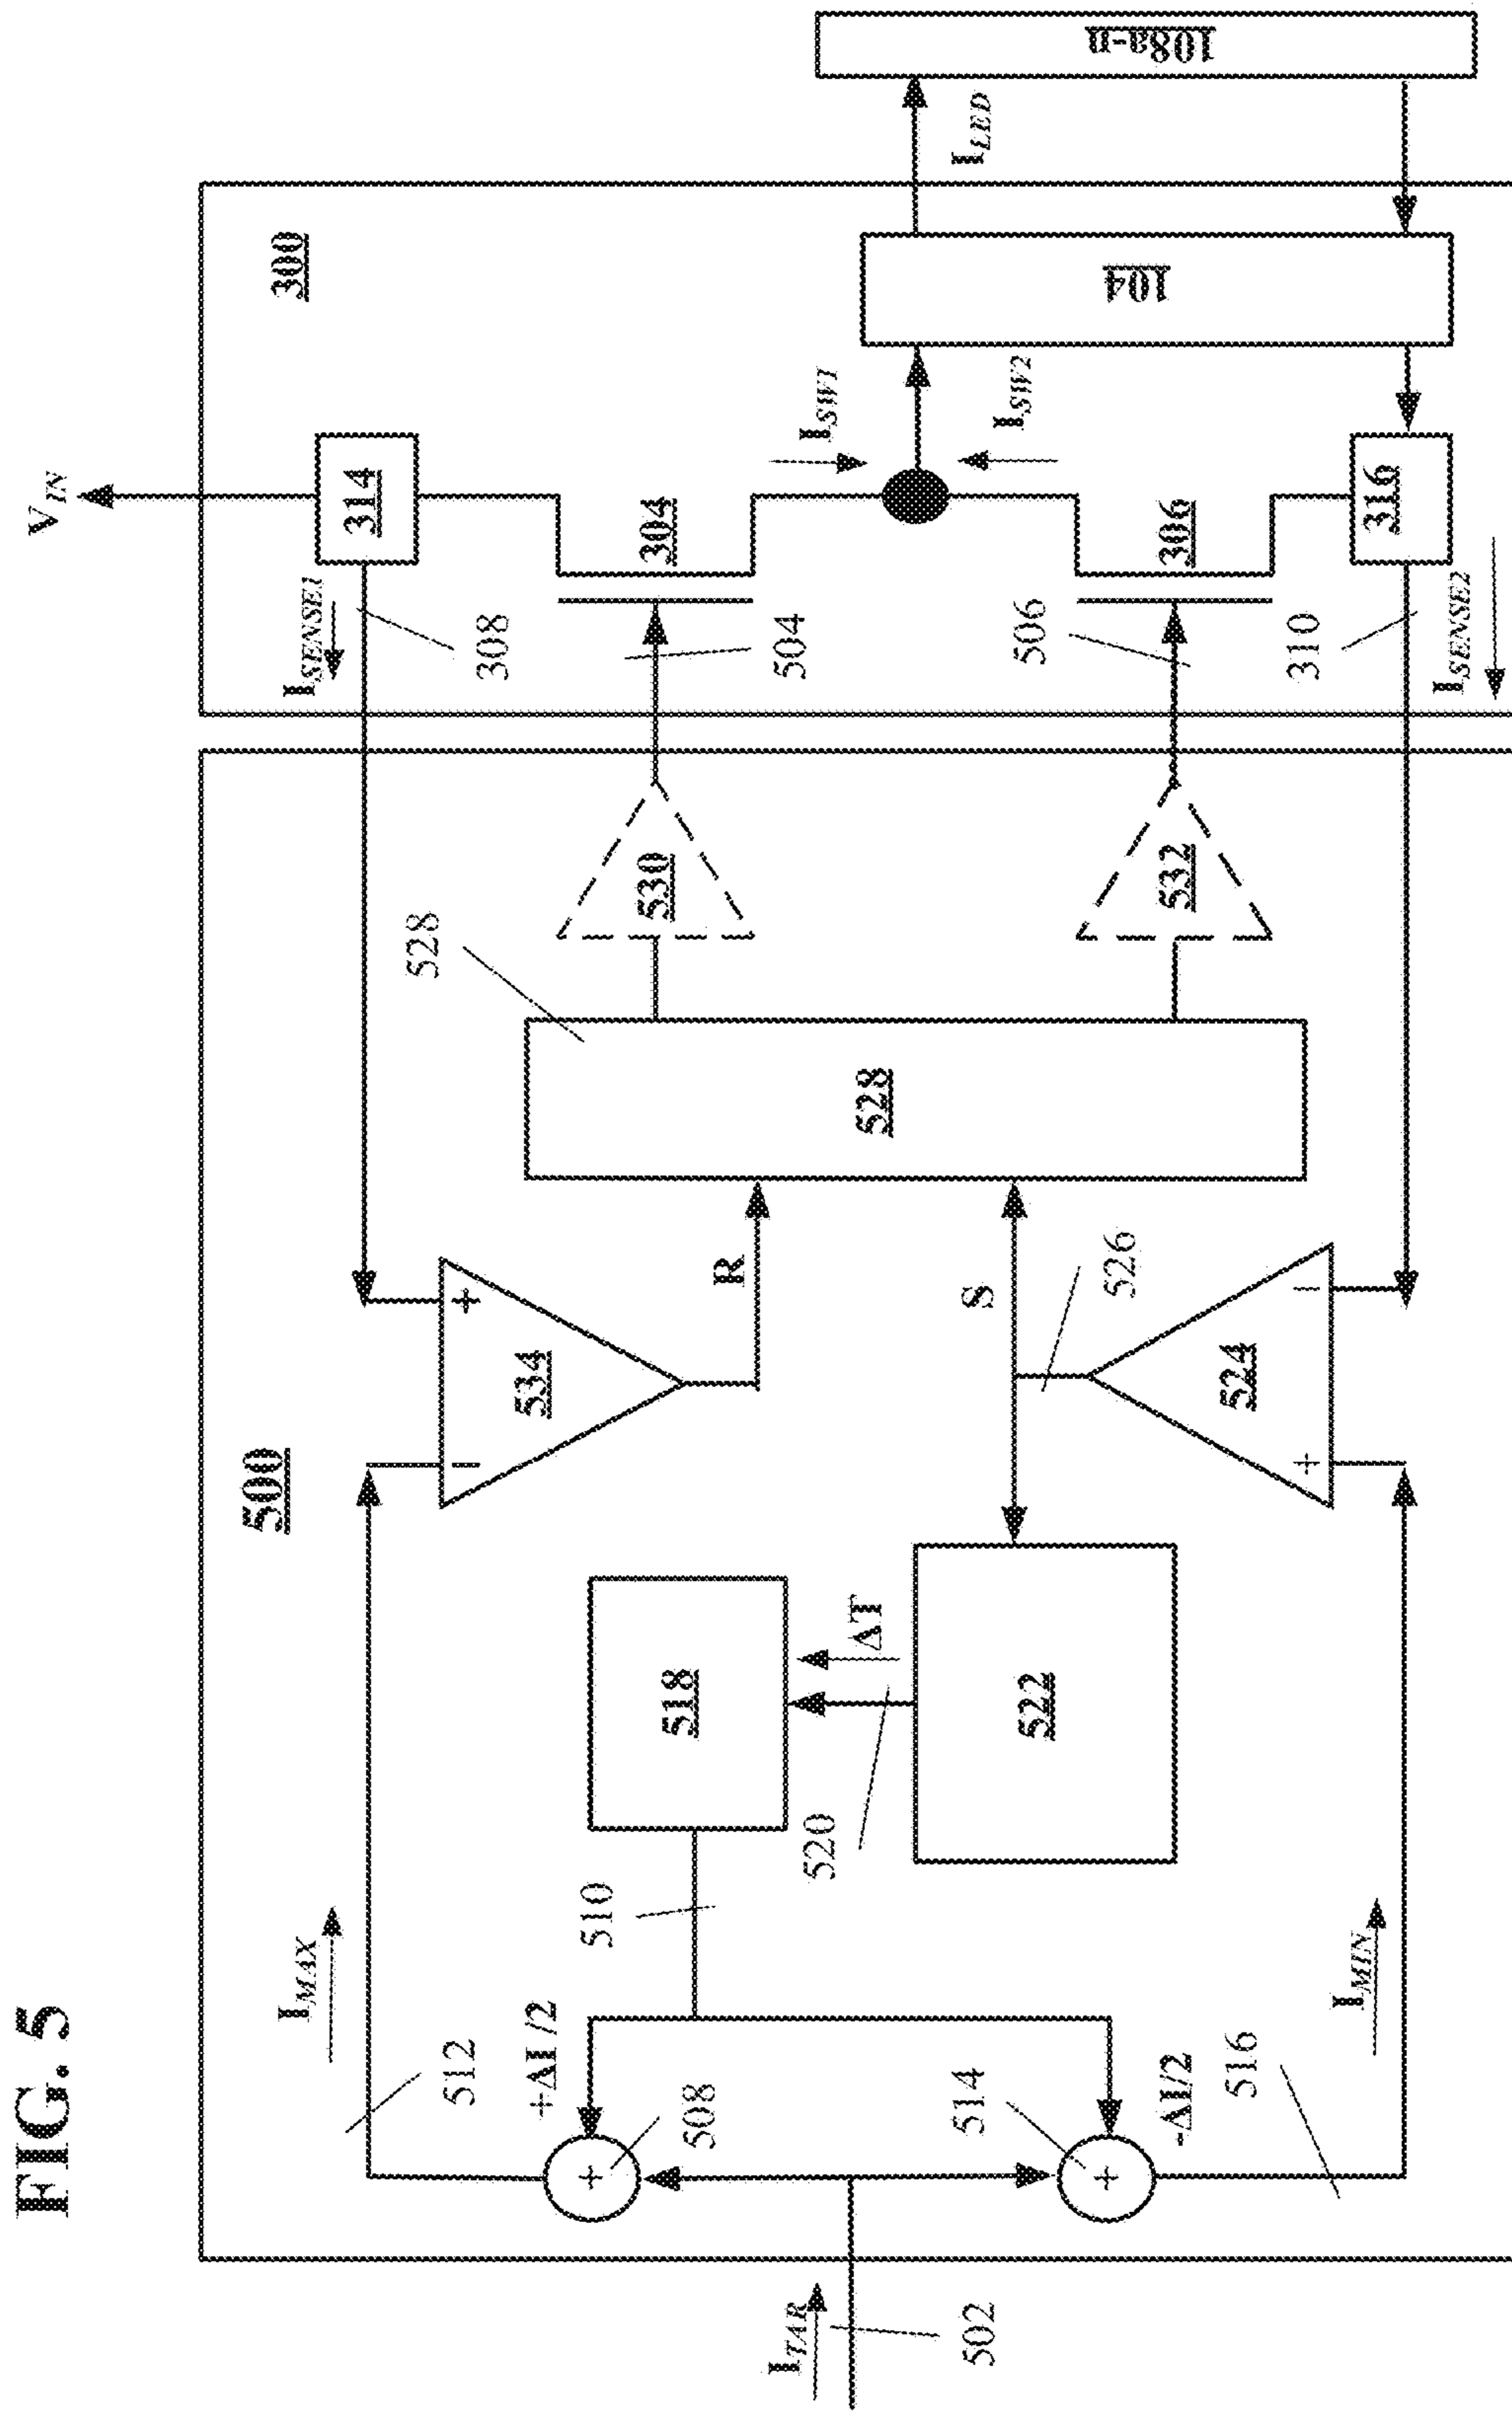 FIG. 5
V_IN
300
314
I_SENSE1
308
304
504
I_SW1
I_SW2
104
I_LED
108a-n
306
506
316
310
I_SENSE2
500
530
532
528
528
+
-
534
R
S
526
524
+
-
518
ΔT
522
520
510
I_MAX
512
+ΔI /2
+
508
514
+
-ΔI/2
516
I_MIN
I_TAR
502